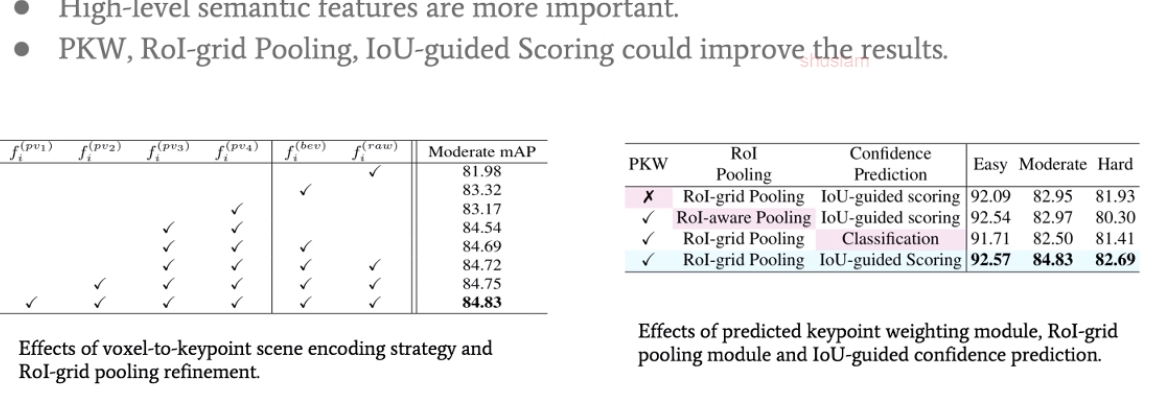 ● High-level semantic features are more important.
● PKW, RoI-grid Pooling, IoU-guided Scoring could improve the results.
shuslam
f_i^(pv1) f_i^(pv2) f_i^(pv3) f_i^(pv4) f_i^(bev) f_i^(raw) Moderate mAP
✓ 81.98
✓ 83.32
✓ 83.17
✓ ✓ 84.54
✓ ✓ ✓ 84.69
✓ ✓ ✓ ✓ 84.72
✓ ✓ ✓ ✓ ✓ 84.75
✓ ✓ ✓ ✓ ✓ ✓ 84.83
Effects of voxel-to-keypoint scene encoding strategy and
RoI-grid pooling refinement.
PKW RoI Pooling Confidence Prediction Easy Moderate Hard
✗ RoI-grid Pooling IoU-guided scoring 92.09 82.95 81.93
✓ RoI-aware Pooling IoU-guided scoring 92.54 82.97 80.30
✓ RoI-grid Pooling Classification 91.71 82.50 81.41
✓ RoI-grid Pooling IoU-guided Scoring 92.57 84.83 82.69
Effects of predicted keypoint weighting module, RoI-grid
pooling module and IoU-guided confidence prediction.